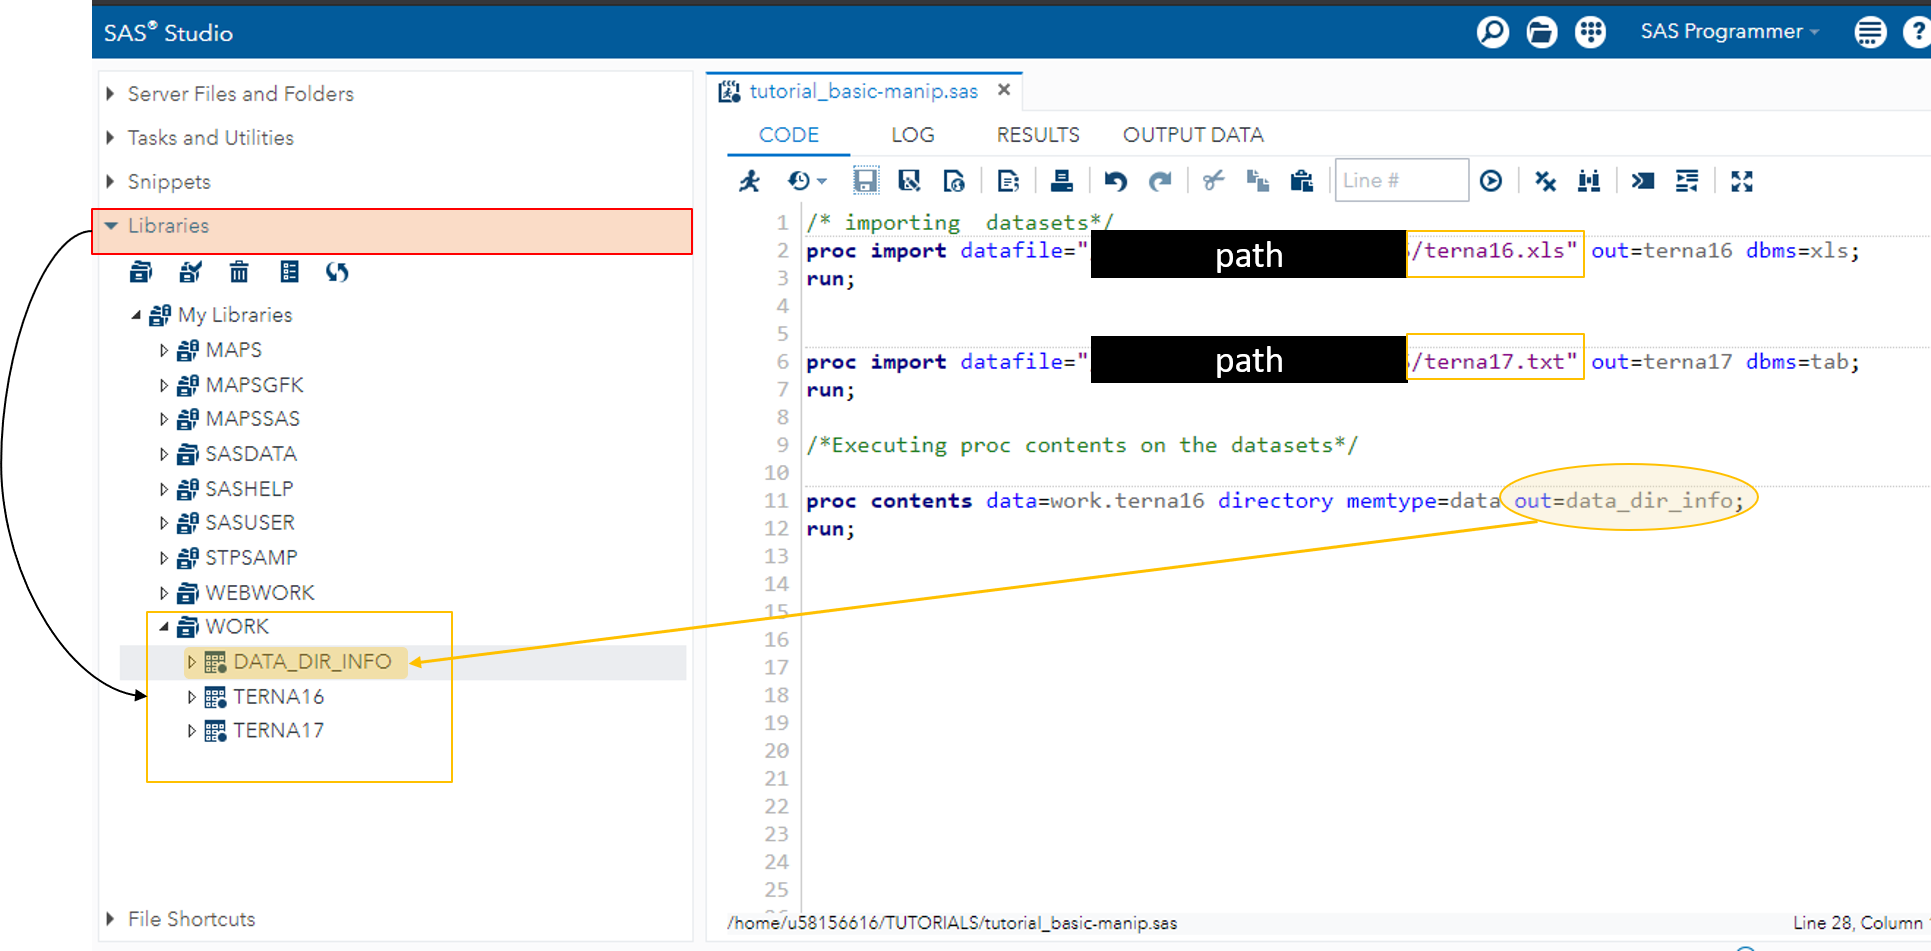 SAS® Studio
SAS Programmer
?
Server Files and Folders
Tasks and Utilities
Snippets
Libraries
My Libraries
MAPS
MAPSGFK
MAPSSAS
SASDATA
SASHELP
SASUSER
STPSAMP
WEBWORK
WORK
DATA_DIR_INFO
TERNA16
TERNA17
File Shortcuts
tutorial_basic-manip.sas
CODE LOG RESULTS OUTPUT DATA
Line #
1 /* importing  datasets*/
2 proc import datafile=" path /terna16.xls" out=terna16 dbms=xls;
3 run;
4
5
6 proc import datafile=" path /terna17.txt" out=terna17 dbms=tab;
7 run;
8
9 /*Executing proc contents on the datasets*/
10
11 proc contents data=work.terna16 directory memtype=data out=data_dir_info;
12 run;
13
14
15
16
17
18
19
20
21
22
23
24
25
/home/u58156616/TUTORIALS/tutorial_basic-manip.sas
Line 28, Column